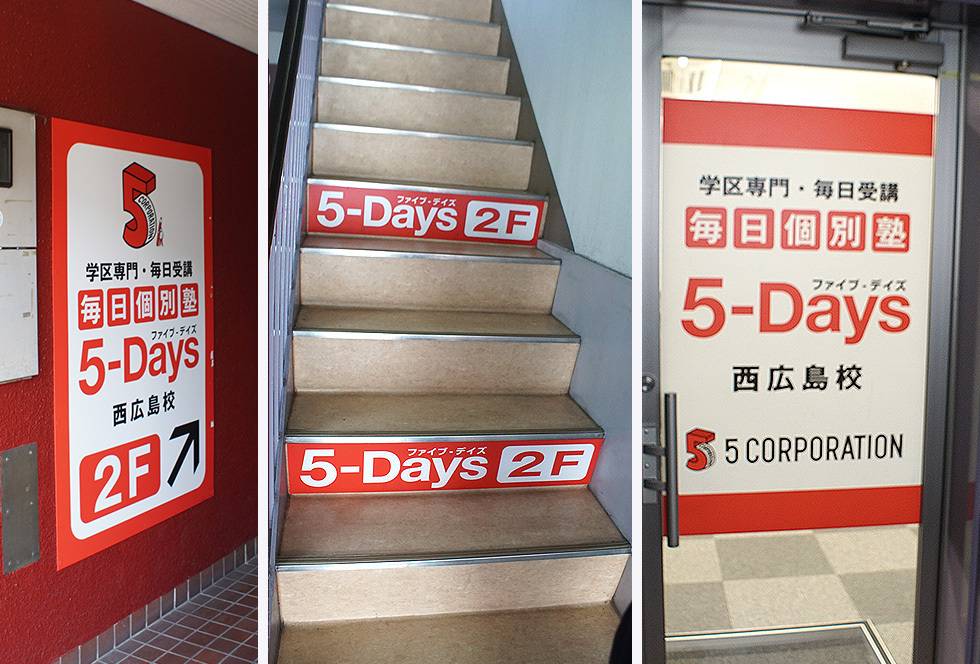 5
CORPORATION
学区専門・毎日受講
毎日個別塾
ファイブ・デイズ
5-Days
西広島校
2F
ファイブ・デイズ
5-Days 2F
ファイブ・デイズ
5-Days 2F
学区専門・毎日受講
毎日個別塾
ファイブ・デイズ
5-Days
西広島校
5 5 CORPORATION